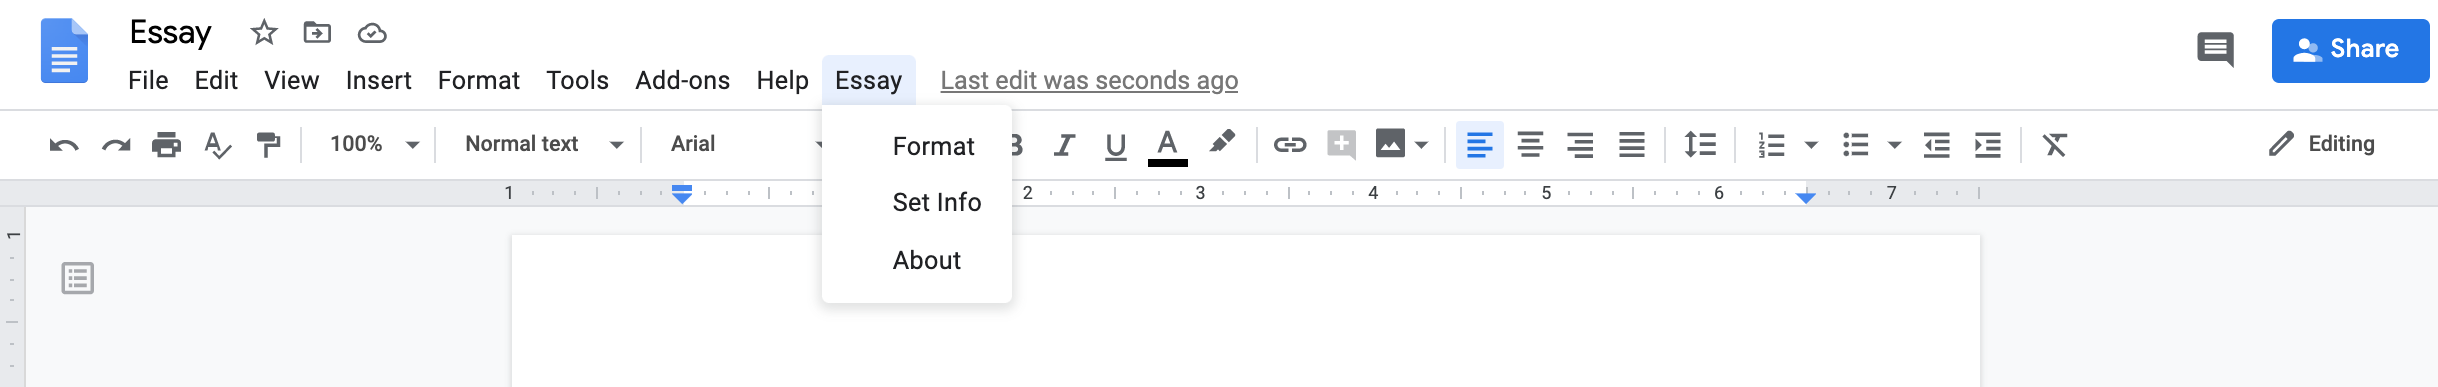 Essay
File Edit View Insert Format Tools Add-ons Help Essay Last edit was seconds ago
Share
100% Normal text Arial B I U A Editing
Format
Set Info
About
1 2 3 4 5 6 7
1